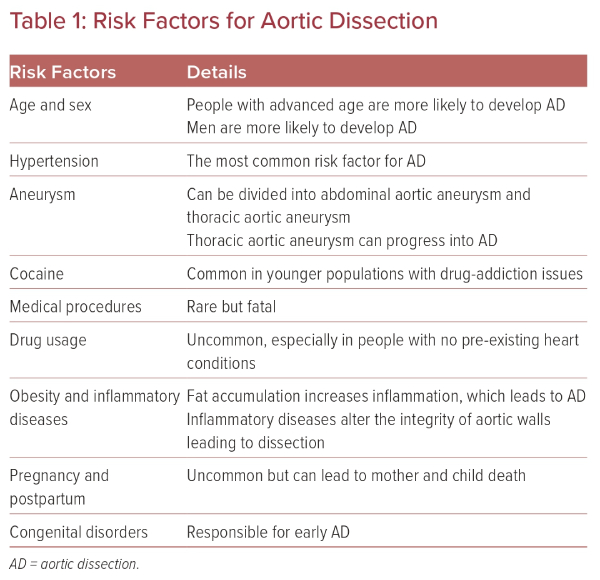 Table 1: Risk Factors for Aortic Dissection
Risk Factors Details
Age and sex People with advanced age are more likely to develop AD
Men are more likely to develop AD
Hypertension The most common risk factor for AD
Aneurysm Can be divided into abdominal aortic aneurysm and
thoracic aortic aneurysm
Thoracic aortic aneurysm can progress into AD
Cocaine Common in younger populations with drug-addiction issues
Medical procedures Rare but fatal
Drug usage Uncommon, especially in people with no pre-existing heart
conditions
Obesity and inflammatory Fat accumulation increases inflammation, which leads to AD
diseases Inflammatory diseases alter the integrity of aortic walls
leading to dissection
Pregnancy and Uncommon but can lead to mother and child death
postpartum
Congenital disorders Responsible for early AD
AD = aortic dissection.